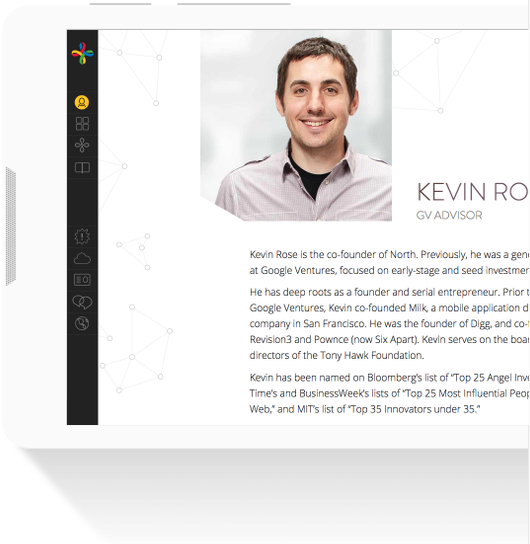 KEVIN RO
GV ADVISOR
Kevin Rose is the co-founder of North. Previously, he was a gen
at Google Ventures, focused on early-stage and seed investmen
He has deep roots as a founder and serial entrepreneur. Prior t
Google Ventures, Kevin co-founded Milk, a mobile application d
company in San Francisco. He was the founder of Digg, and co-
Revision3 and Pownce (now Six Apart). Kevin serves on the boar
directors of the Tony Hawk Foundation.
Kevin has been named on Bloomberg's list of “Top 25 Angel Inve
Time's and BusinessWeek's lists of “Top 25 Most Influential Peop
Web,” and MIT's list of “Top 35 Innovators under 35.”